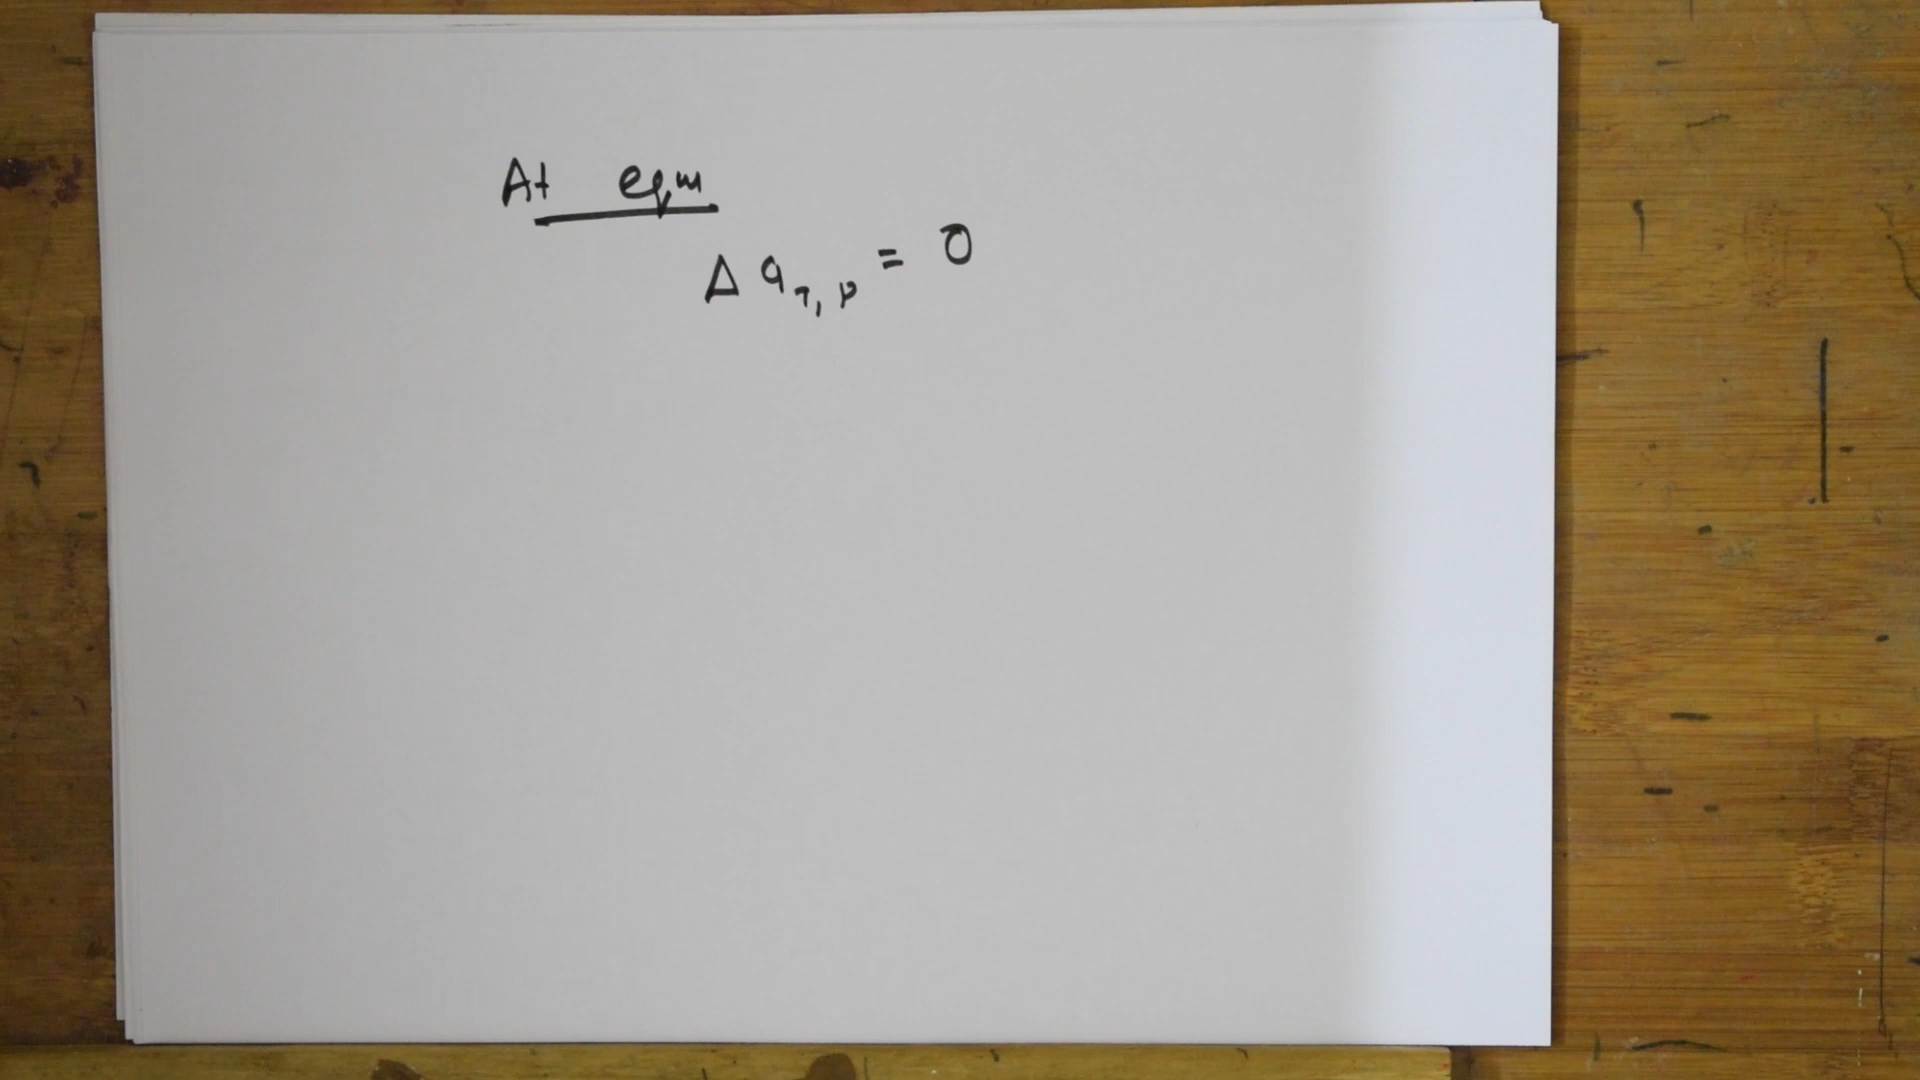 At eqm
Δ G_T, P = 0